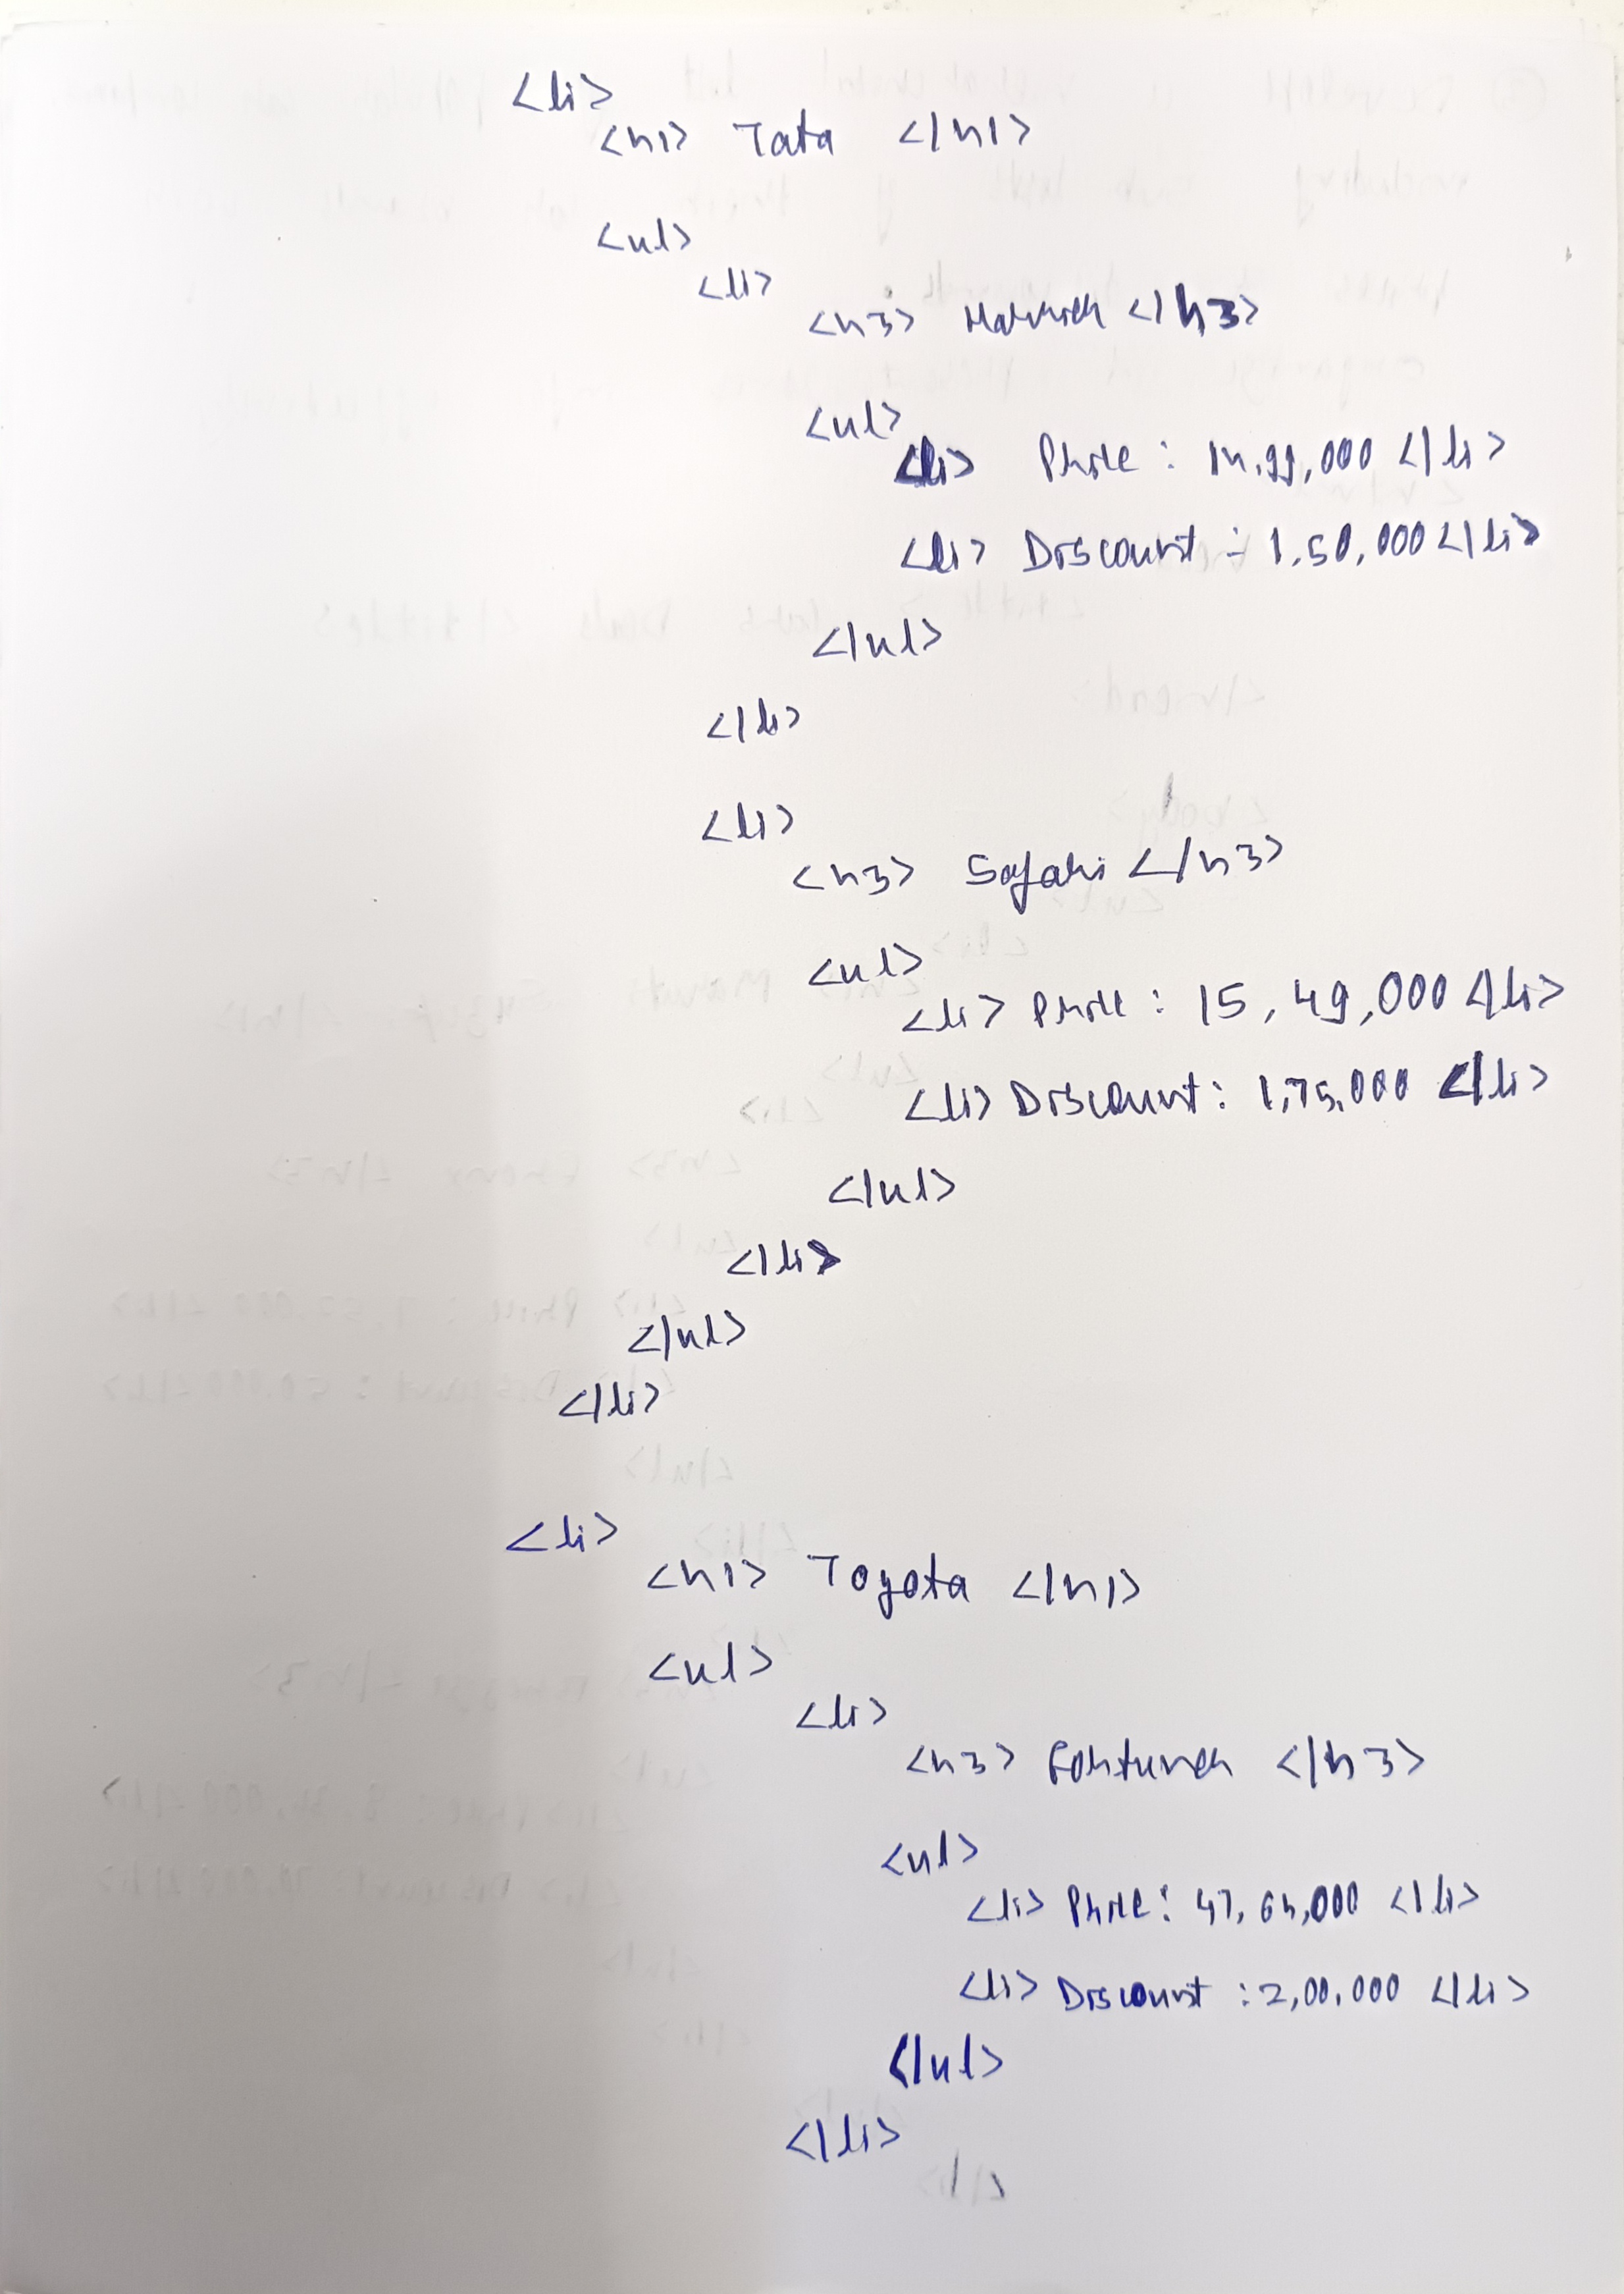 <li>
<h1> Tata </h1>
<ul>
<li>
<h3> Harrier </h3>
<ul>
<li> Price : 14,99,000 </li>
<li> Discount : 1,50,000 </li>
</ul>
</li>
<li>
<h3> Safari </h3>
<ul>
<li> Price : 15,49,000 </li>
<li> Discount : 1,75,000 </li>
</ul>
</li>
</ul>
</li>
<li>
<h1> Toyota </h1>
<ul>
<li>
<h3> Fortuner </h3>
<ul>
<li> Price : 47,64,000 </li>
<li> Discount : 2,00,000 </li>
</ul>
</li>